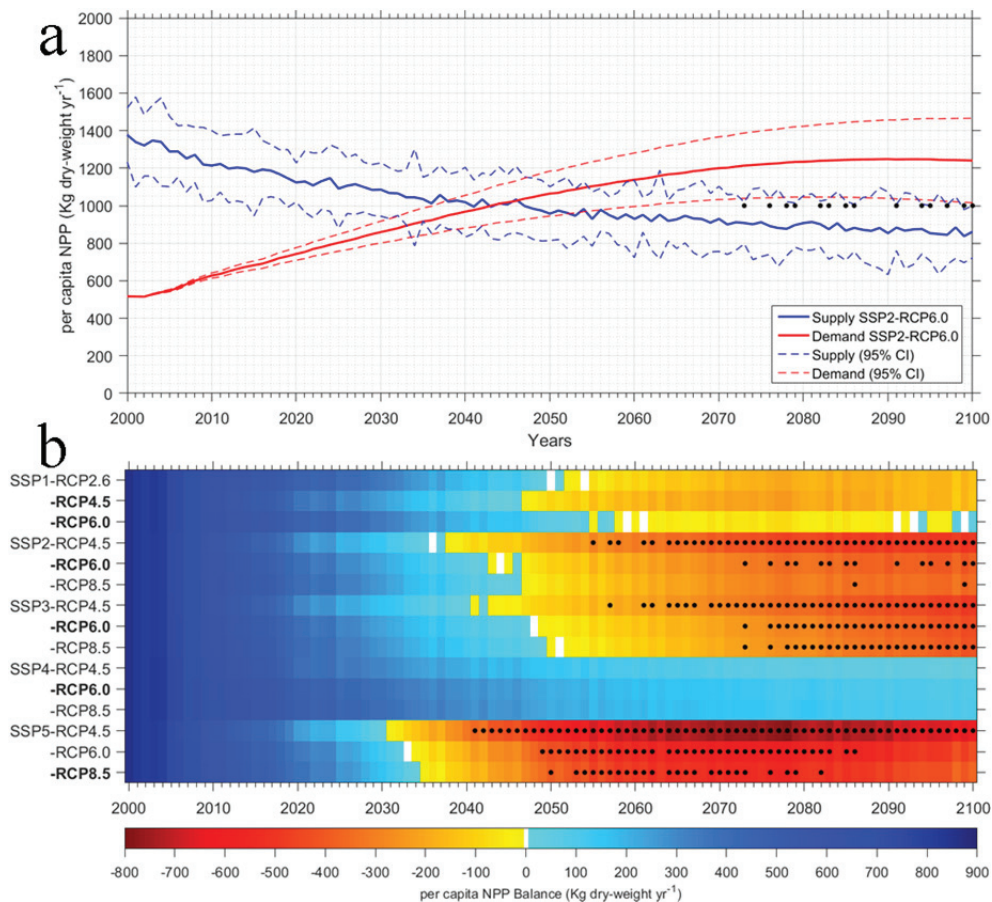 a
2000
1800
1600
1400
1200
1000
800
600
400
200
0
per capita NPP (Kg dry-weight yr⁻¹)
Supply SSP2-RCP6.0
Demand SSP2-RCP6.0
Supply (95% CI)
Demand (95% CI)
2000 2010 2020 2030 2040 2050 2060 2070 2080 2090 2100
Years
b
SSP1-RCP2.6
-RCP4.5
-RCP6.0
SSP2-RCP4.5
-RCP6.0
-RCP8.5
SSP3-RCP4.5
-RCP6.0
-RCP8.5
SSP4-RCP4.5
-RCP6.0
-RCP8.5
SSP5-RCP4.5
-RCP6.0
-RCP8.5
2000 2010 2020 2030 2040 2050 2060 2070 2080 2090 2100
-800 -700 -600 -500 -400 -300 -200 -100 0 100 200 300 400 500 600 700 800 900
per capita NPP Balance (Kg dry-weight yr⁻¹)